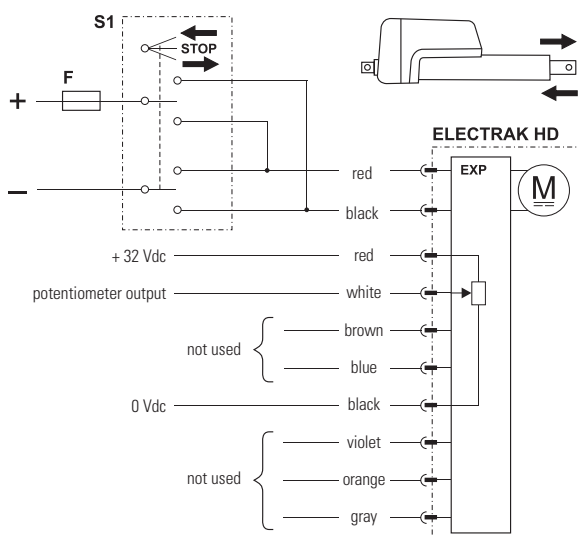 S1
STOP
F
+
–
ELECTRAK HD
EXP
M
red
black
+ 32 Vdc
red
potentiometer output
white
not used
brown
blue
0 Vdc
black
not used
violet
orange
gray